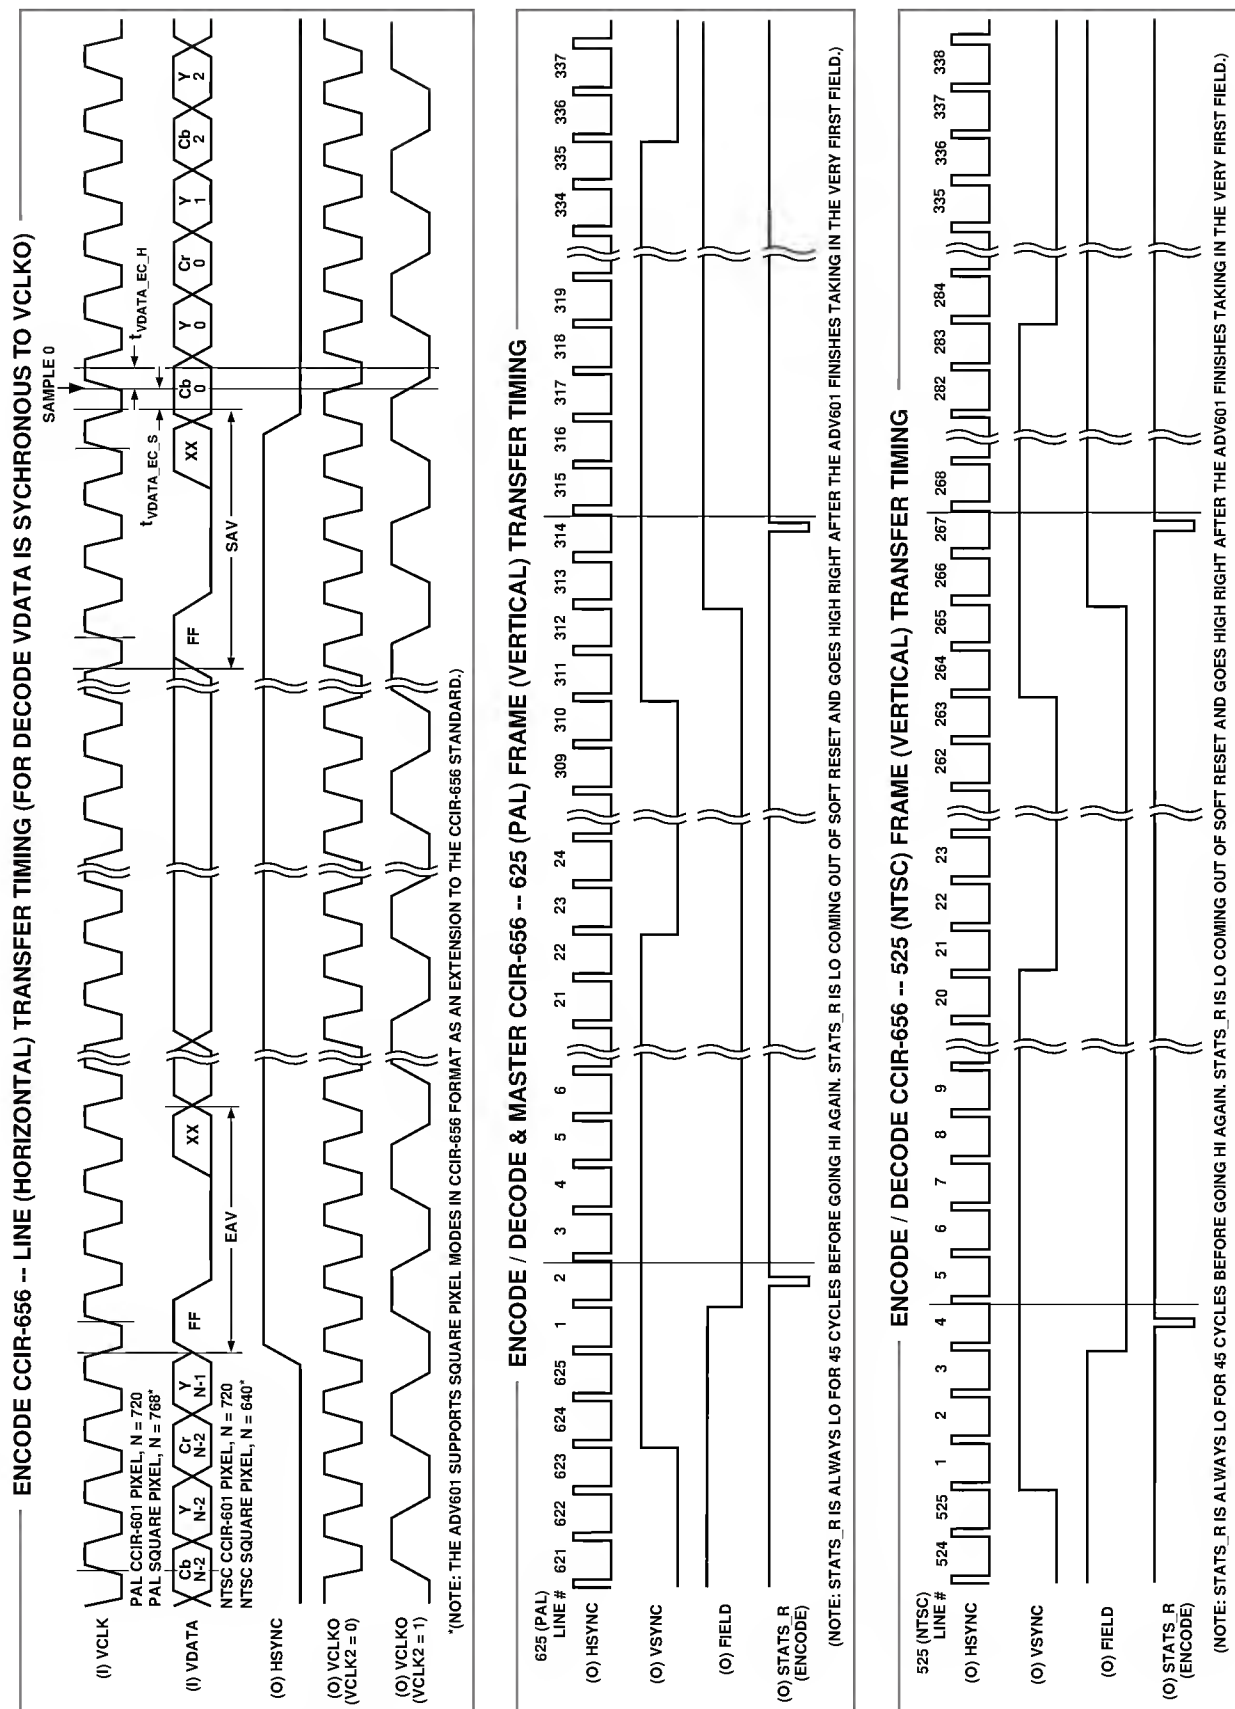 ENCODE CCIR-656 -- LINE (HORIZONTAL) TRANSFER TIMING (FOR DECODE VDATA IS SYCHRONOUS TO VCLKO)
SAMPLE 0
(I) VCLK
PAL CCIR-601 PIXEL, N = 720
PAL SQUARE PIXEL, N = 768*
tVDATA_EC_S
tVDATA_EC_H
(I) VDATA
Cb N-2
Y N-2
Cr N-2
Y N-1
FF
XX
FF
XX
Cb 0
Y 0
Cr 0
Y 1
Cb 2
Y 2
NTSC CCIR-601 PIXEL, N = 720
NTSC SQUARE PIXEL, N = 640*
EAV
SAV
(O) HSYNC
(O) VCLKO
(VCLK2 = 0)
(O) VCLKO
(VCLK2 = 1)
*(NOTE: THE ADV601 SUPPORTS SQUARE PIXEL MODES IN CCIR-656 FORMAT AS AN EXTENSION TO THE CCIR-656 STANDARD.)
ENCODE / DECODE & MASTER CCIR-656 -- 625 (PAL) FRAME (VERTICAL) TRANSFER TIMING
625 (PAL)
LINE #
621 622 623 624 625 1 2 3 4 5 6 21 22 23 24 309 310 311 312 313 314 315 316 317 318 319 334 335 336 337
(O) HSYNC
(O) VSYNC
(O) FIELD
(O) STATS_R
(ENCODE)
(NOTE: STATS_R IS ALWAYS LO FOR 45 CYCLES BEFORE GOING HI AGAIN. STATS_R IS LO COMING OUT OF SOFT RESET AND GOES HIGH RIGHT AFTER THE ADV601 FINISHES TAKING IN THE VERY FIRST FIELD.)
ENCODE / DECODE CCIR-656 -- 525 (NTSC) FRAME (VERTICAL) TRANSFER TIMING
525 (NTSC)
LINE #
524 525 1 2 3 4 5 6 7 8 9 20 21 22 23 262 263 264 265 266 267 268 282 283 284 335 336 337 338
(O) HSYNC
(O) VSYNC
(O) FIELD
(O) STATS_R
(ENCODE)
(NOTE: STATS_R IS ALWAYS LO FOR 45 CYCLES BEFORE GOING HI AGAIN. STATS_R IS LO COMING OUT OF SOFT RESET AND GOES HIGH RIGHT AFTER THE ADV601 FINISHES TAKING IN THE VERY FIRST FIELD.)